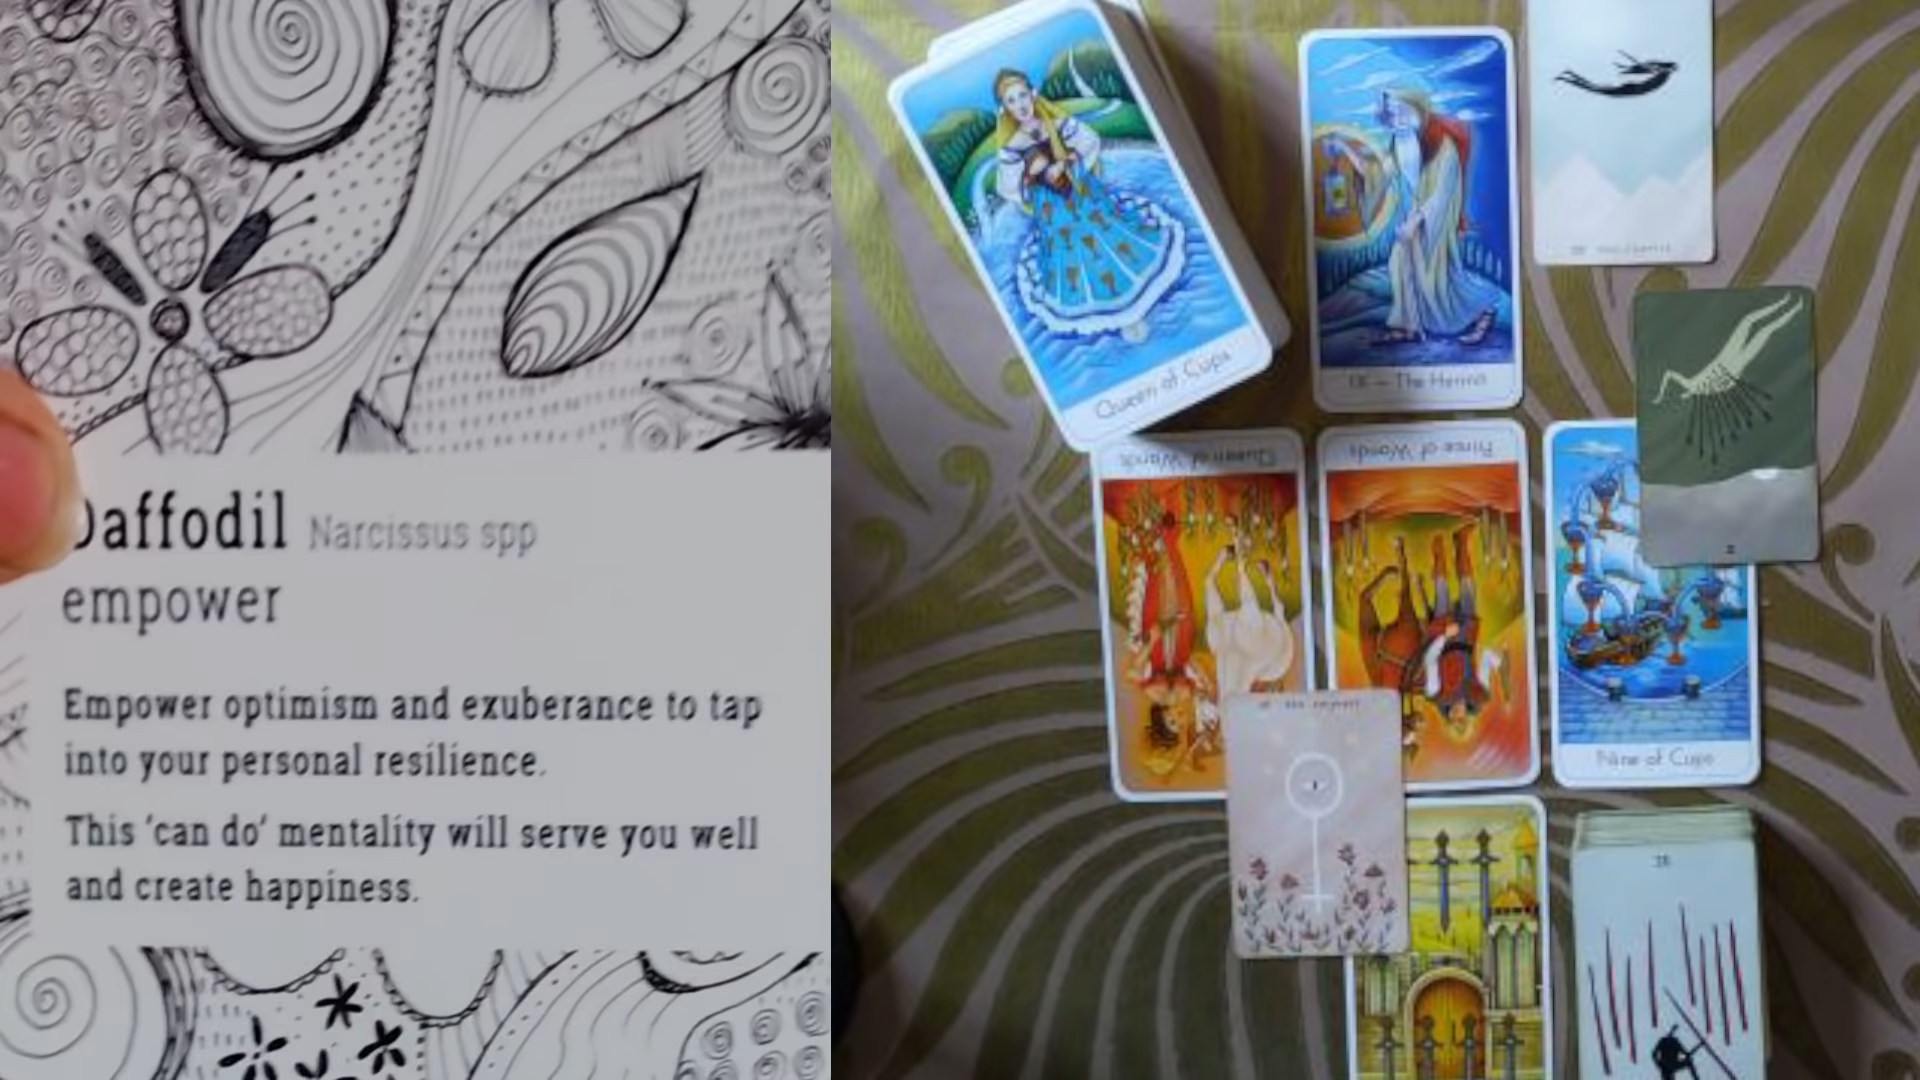 Daffodil Narcissus spp
empower
Empower optimism and exuberance to tap
into your personal resilience.
This 'can do' mentality will serve you well
and create happiness.
Queen of Cups
IX - The Hermit
Queen of Wands
Prince of Wands
Nine of Cups